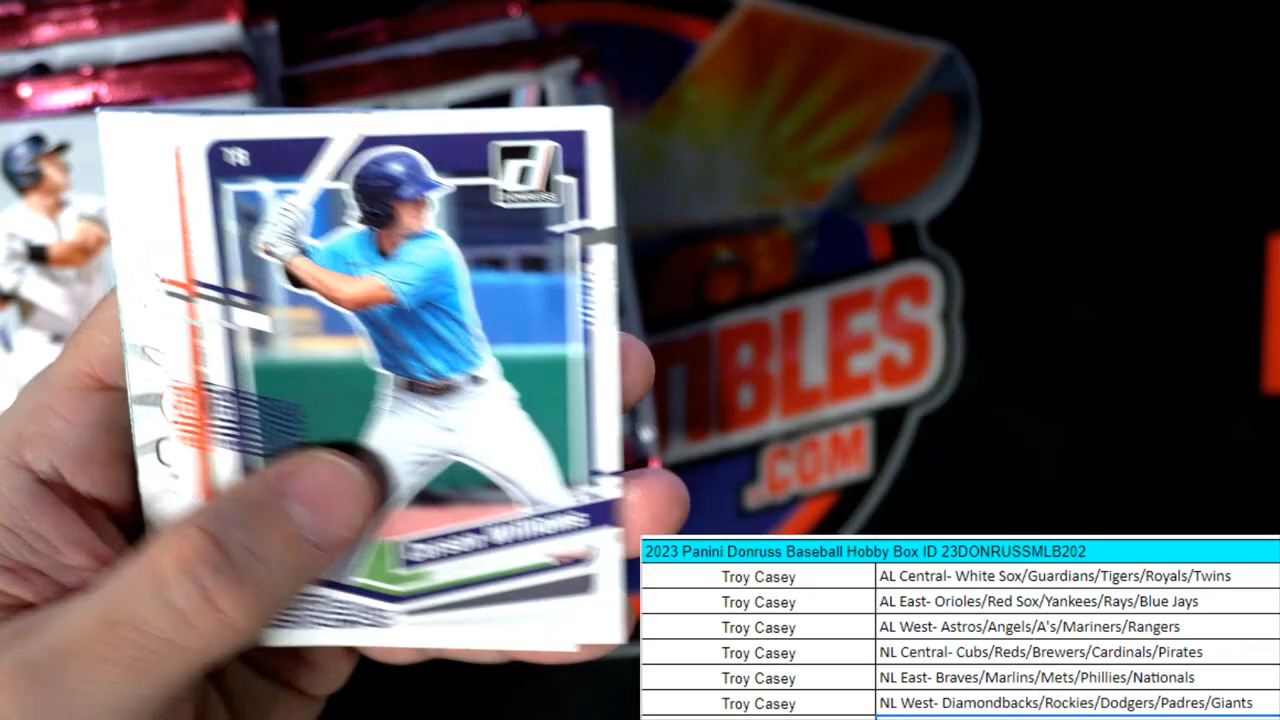 BLES
.COM
Williams
2023 Panini Donruss Baseball Hobby Box ID 23DONRUSSMLB202
Troy Casey AL Central- White Sox/Guardians/Tigers/Royals/Twins
Troy Casey AL East- Orioles/Red Sox/Yankees/Rays/Blue Jays
Troy Casey AL West- Astros/Angels/A's/Mariners/Rangers
Troy Casey NL Central- Cubs/Reds/Brewers/Cardinals/Pirates
Troy Casey NL East- Braves/Marlins/Mets/Phillies/Nationals
Troy Casey NL West- Diamondbacks/Rockies/Dodgers/Padres/Giants